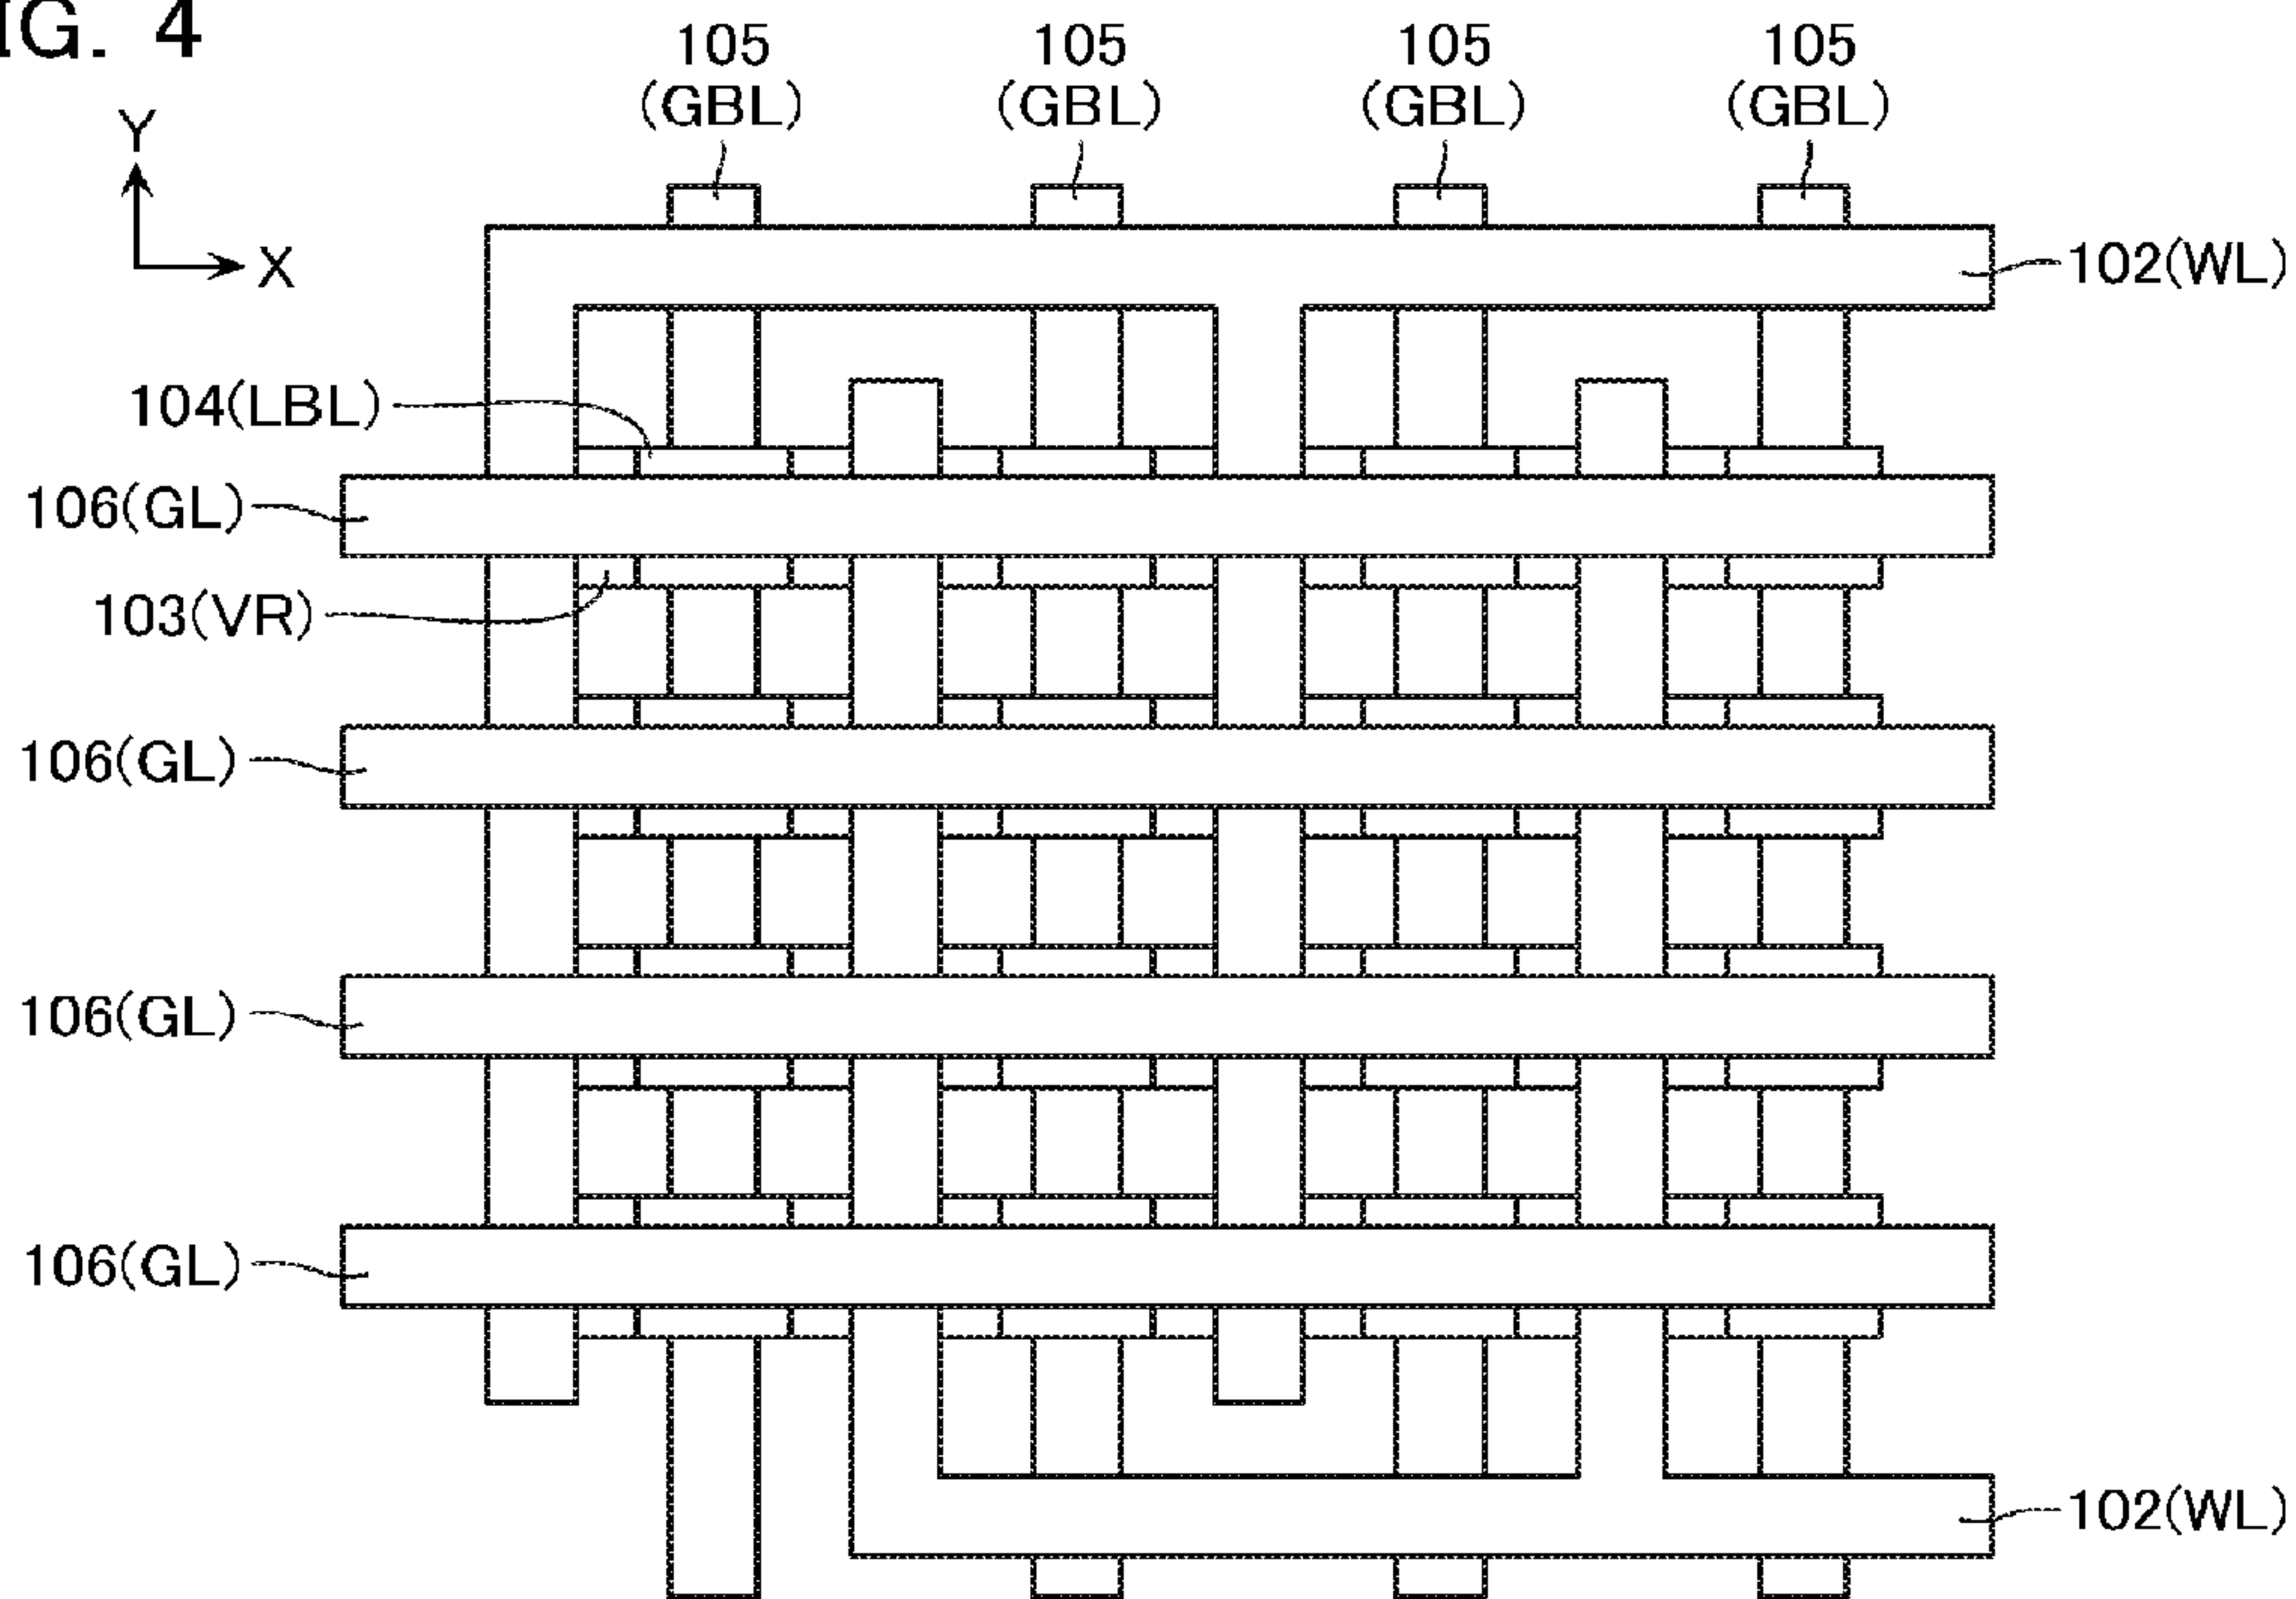 IG. 4
105 105 105 105
(GBL) (GBL) (GBL) (GBL)
Y
X
102(WL)
104(LBL)
106(GL)
103(VR)
106(GL)
106(GL)
106(GL)
102(WL)